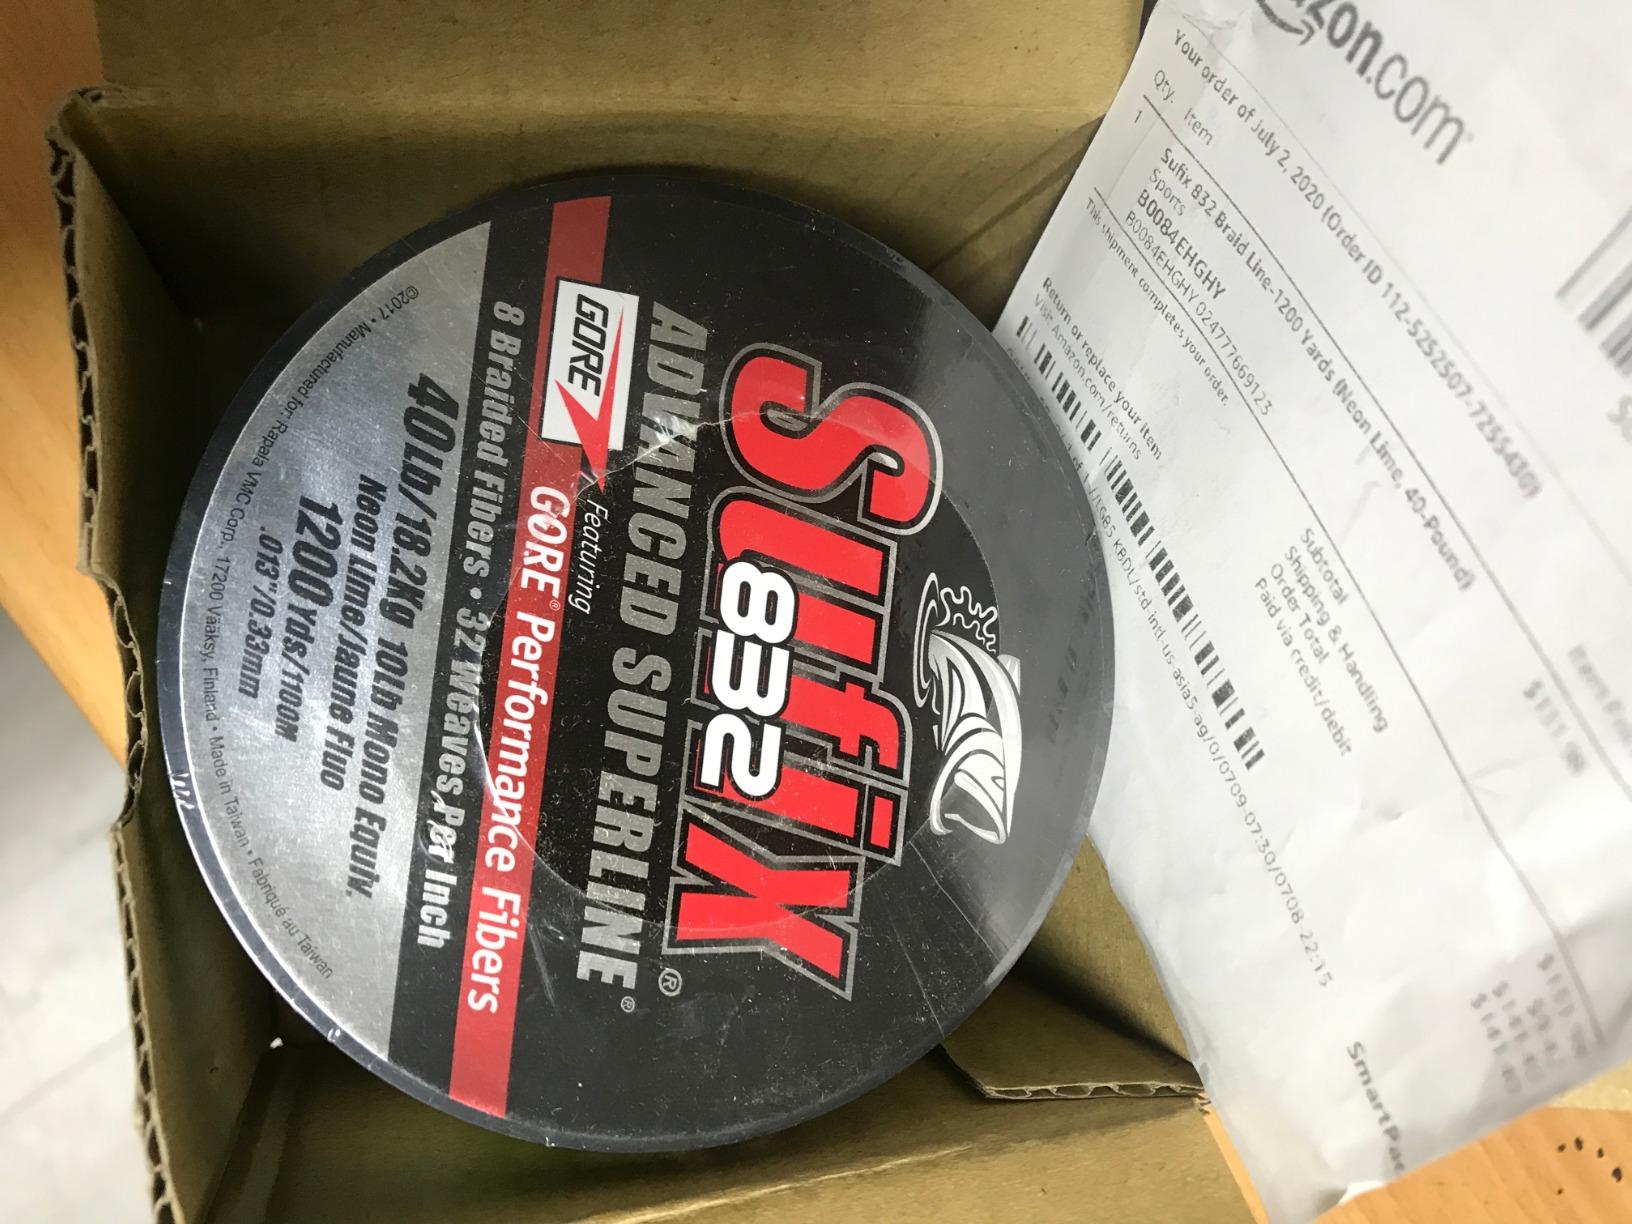 Sufix
832
®
ADVANCED SUPERLINE®
GORE
Featuring
GORE® Performance Fibers
8 Braided Fibers • 32 Weaves Per Inch
40Lb/18.2KG 10Lb Mono Equiv.
Neon Lime/Jaune Fluo
1200Yds/1100M
.013"/0.33mm
©2017 • Manufactured for: Rapala VMC Corp., 17200 Vääksy, Finland • Made in Taiwan • Fabriqué au Taiwan
azon.com
Your order of July 2, 2020 (Order ID 112-5252507-7255430)
Qty. Item
1 Sufix 832 Braid Line-1200 Yards (Neon Lime, 40-Pound)
Sports
B0084EHGHY
B0084EHGHY 024777669123
This shipment completes your order.
Subtotal
Shipping & Handling
Order Total
Paid via credit/debit
Return or replace your item
Visit Amazon.com/returns
SmartPac